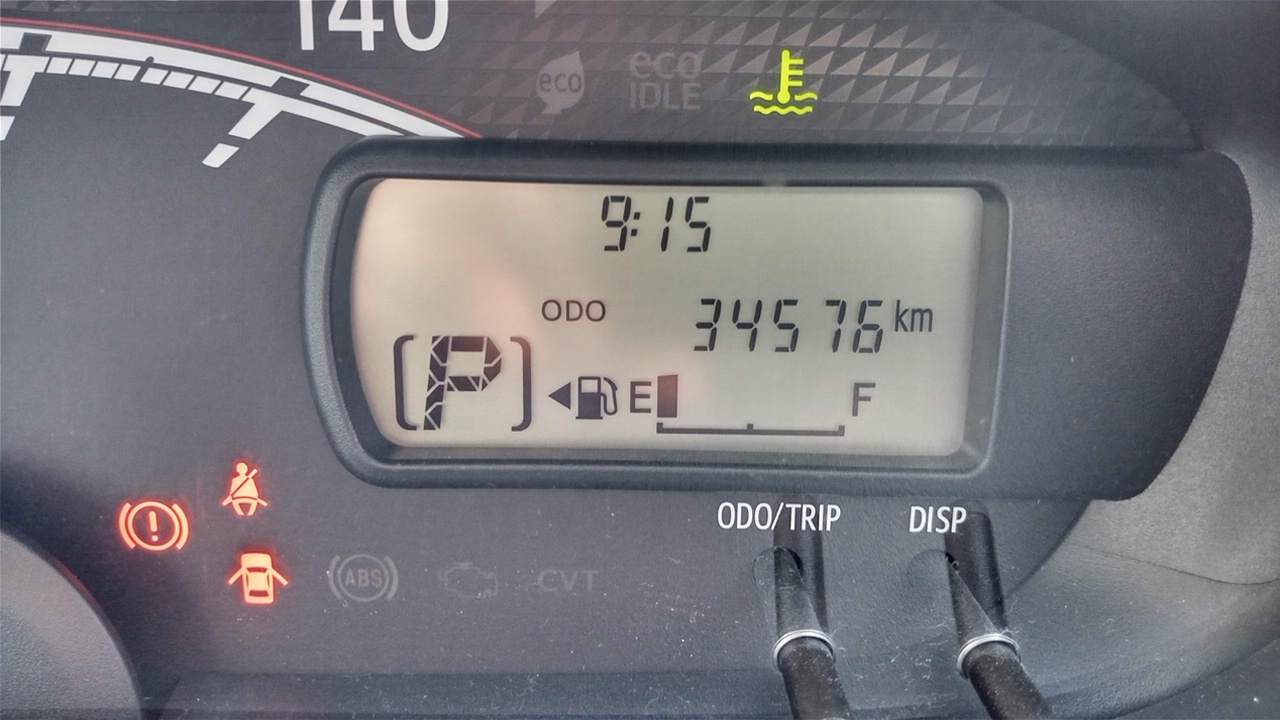 140
eco
eco
IDLE
9:15
ODO
34576 km
P
E
F
ODO/TRIP
DISP
ABS
CVT